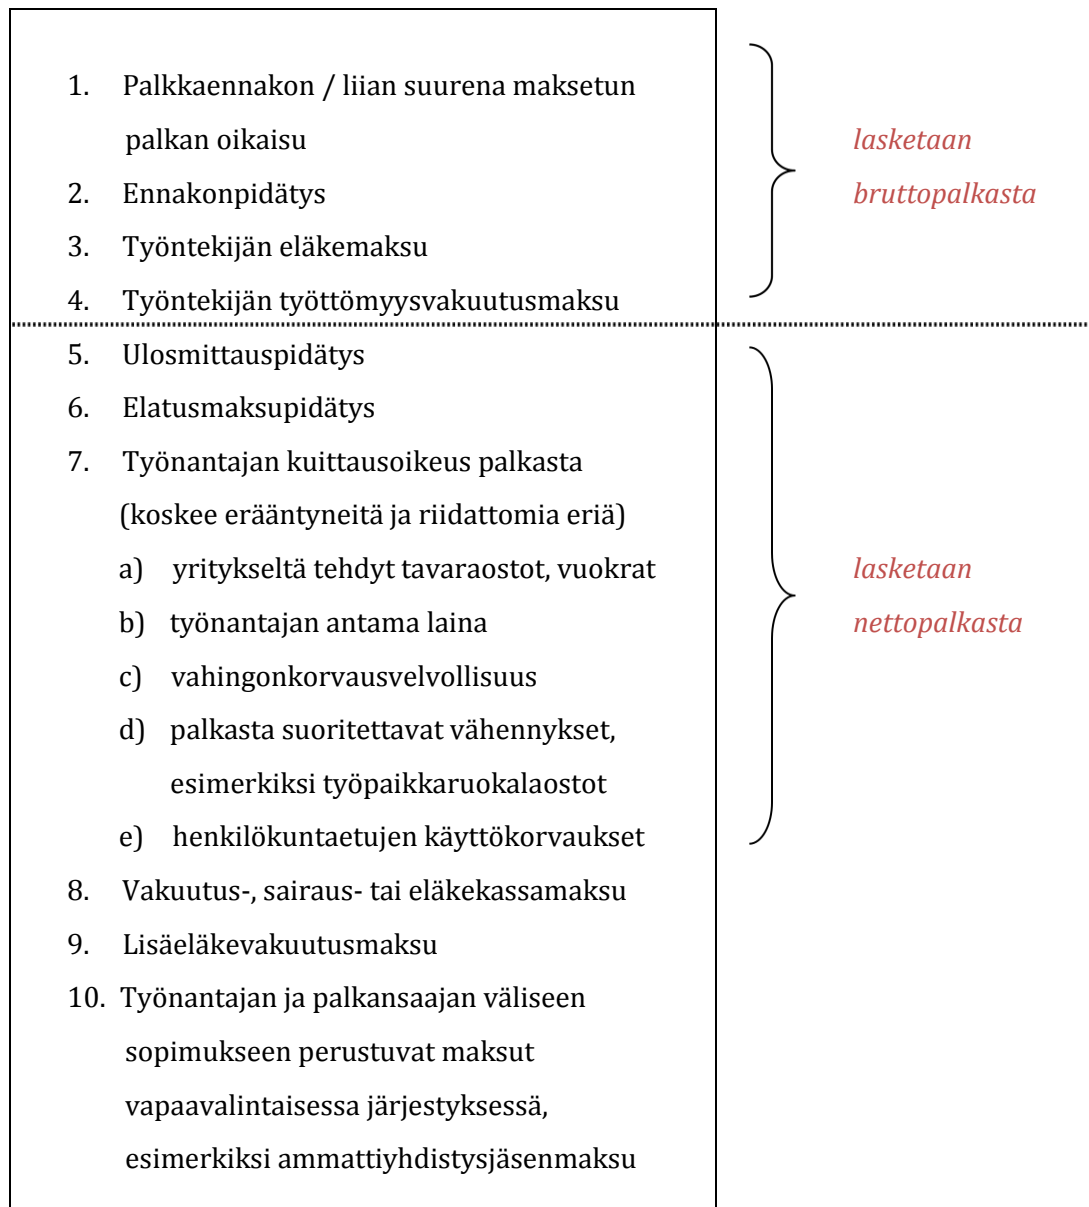 1. Palkkaennakon / liian suurena maksetun
palkan oikaisu
2. Ennakonpidätys
3. Työntekijän eläkemaksu
4. Työntekijän työttömyysvakuutusmaksu
lasketaan
bruttopalkasta
5. Ulosmittauspidätys
6. Elatusmaksupidätys
7. Työnantajan kuittausoikeus palkasta
(koskee erääntyneitä ja riidattomia eriä)
a) yritykseltä tehdyt tavaraostot, vuokrat
b) työnantajan antama laina
c) vahingonkorvausvelvollisuus
d) palkasta suoritettavat vähennykset,
esimerkiksi työpaikkaruokalaostot
e) henkilökuntaetujen käyttökorvaukset
lasketaan
nettopalkasta
8. Vakuutus-, sairaus- tai eläkekassamaksu
9. Lisäeläkevakuutusmaksu
10. Työnantajan ja palkansaajan väliseen
sopimukseen perustuvat maksut
vapaavalintaisessa järjestyksessä,
esimerkiksi ammattiyhdistysjäsenmaksu